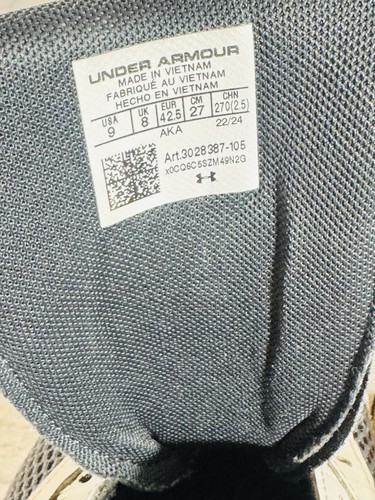 UNDER ARMOUR
MADE IN VIETNAM
FABRIQUÉ AU VIETNAM
HECHO EN VIETNAM
USA UK EUR CM CHN
9 8 42.5 27 270(2.5)
AKA 22/24
Art.3028387-105
x0CQ6C5SZM49N2G